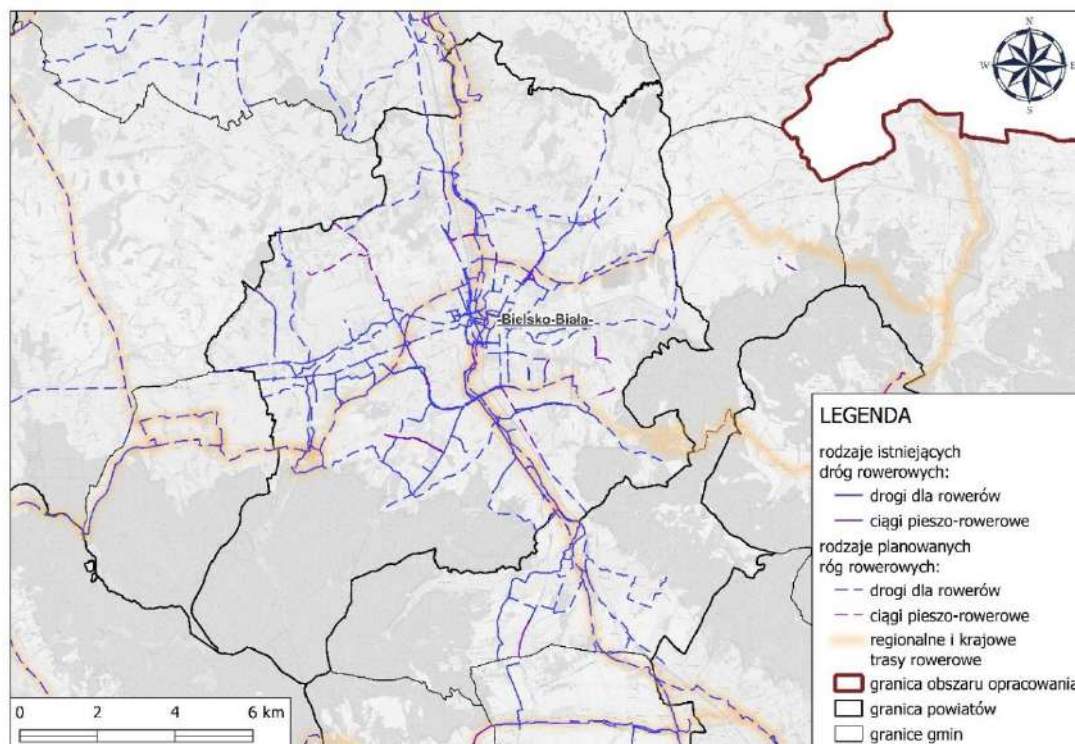 N
W
E
S
-Bielsko-Biała-
LEGENDA
rodzaje istniejących
dróg rowerowych:
drogi dla rowerów
ciągi pieszo-rowerowe
rodzaje planowanych
róg rowerowych:
drogi dla rowerów
ciągi pieszo-rowerowe
regionalne i krajowe
trasy rowerowe
granica obszaru opracowania
granica powiatów
granice gmin
0 2 4 6 km